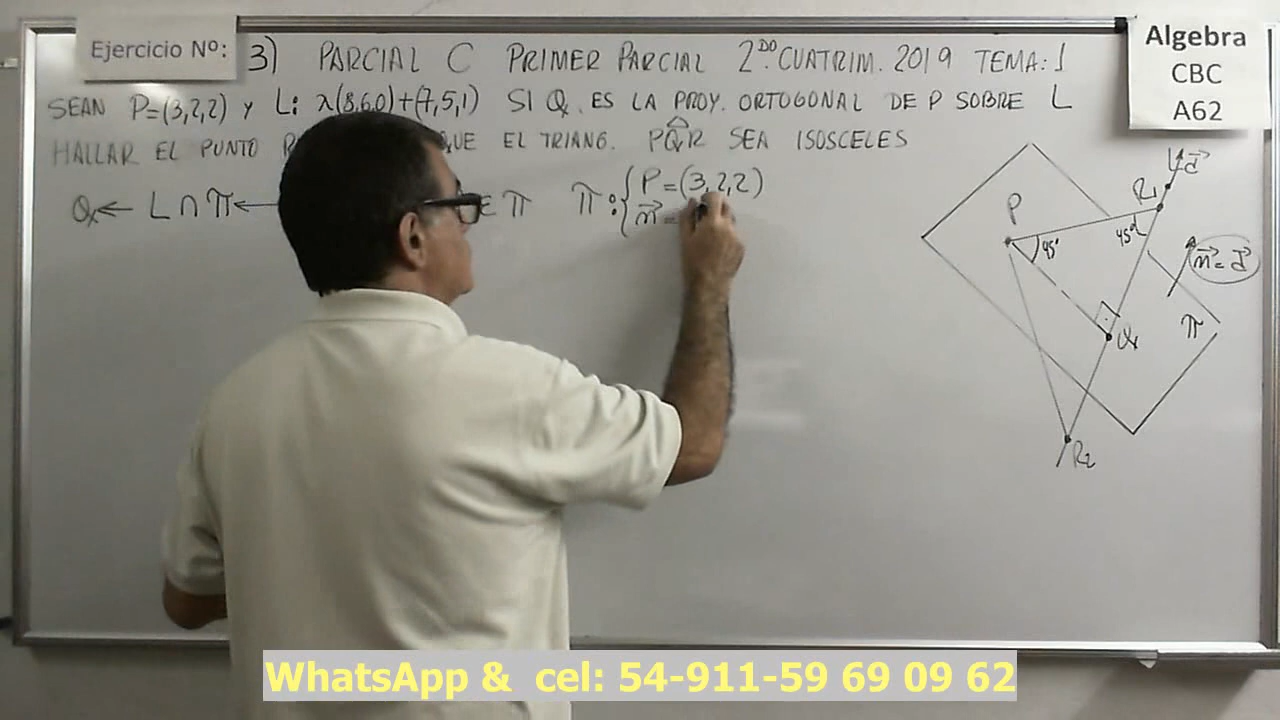 Ejercicio Nº: 3) PARCIAL C PRIMER PARCIAL 2DO. CUATRIM. 2019 TEMA: 1
Algebra
CBC
A62
SEAN P=(3,2,2) y L: λ(8,6,0)+(7,5,1) SI Q ES LA PROY. ORTOGONAL DE P SOBRE L
HALLAR EL PUNTO QUE EL TRIANG. PQ̂R SEA ISOSCELES
Q ← L ∩ π ← π π: { P=(3,2,2)
n⃗ =
d⃗
R1
P
45°
45°
n⃗ = d⃗
π
Q
R2
WhatsApp & cel: 54-911-59 69 09 62